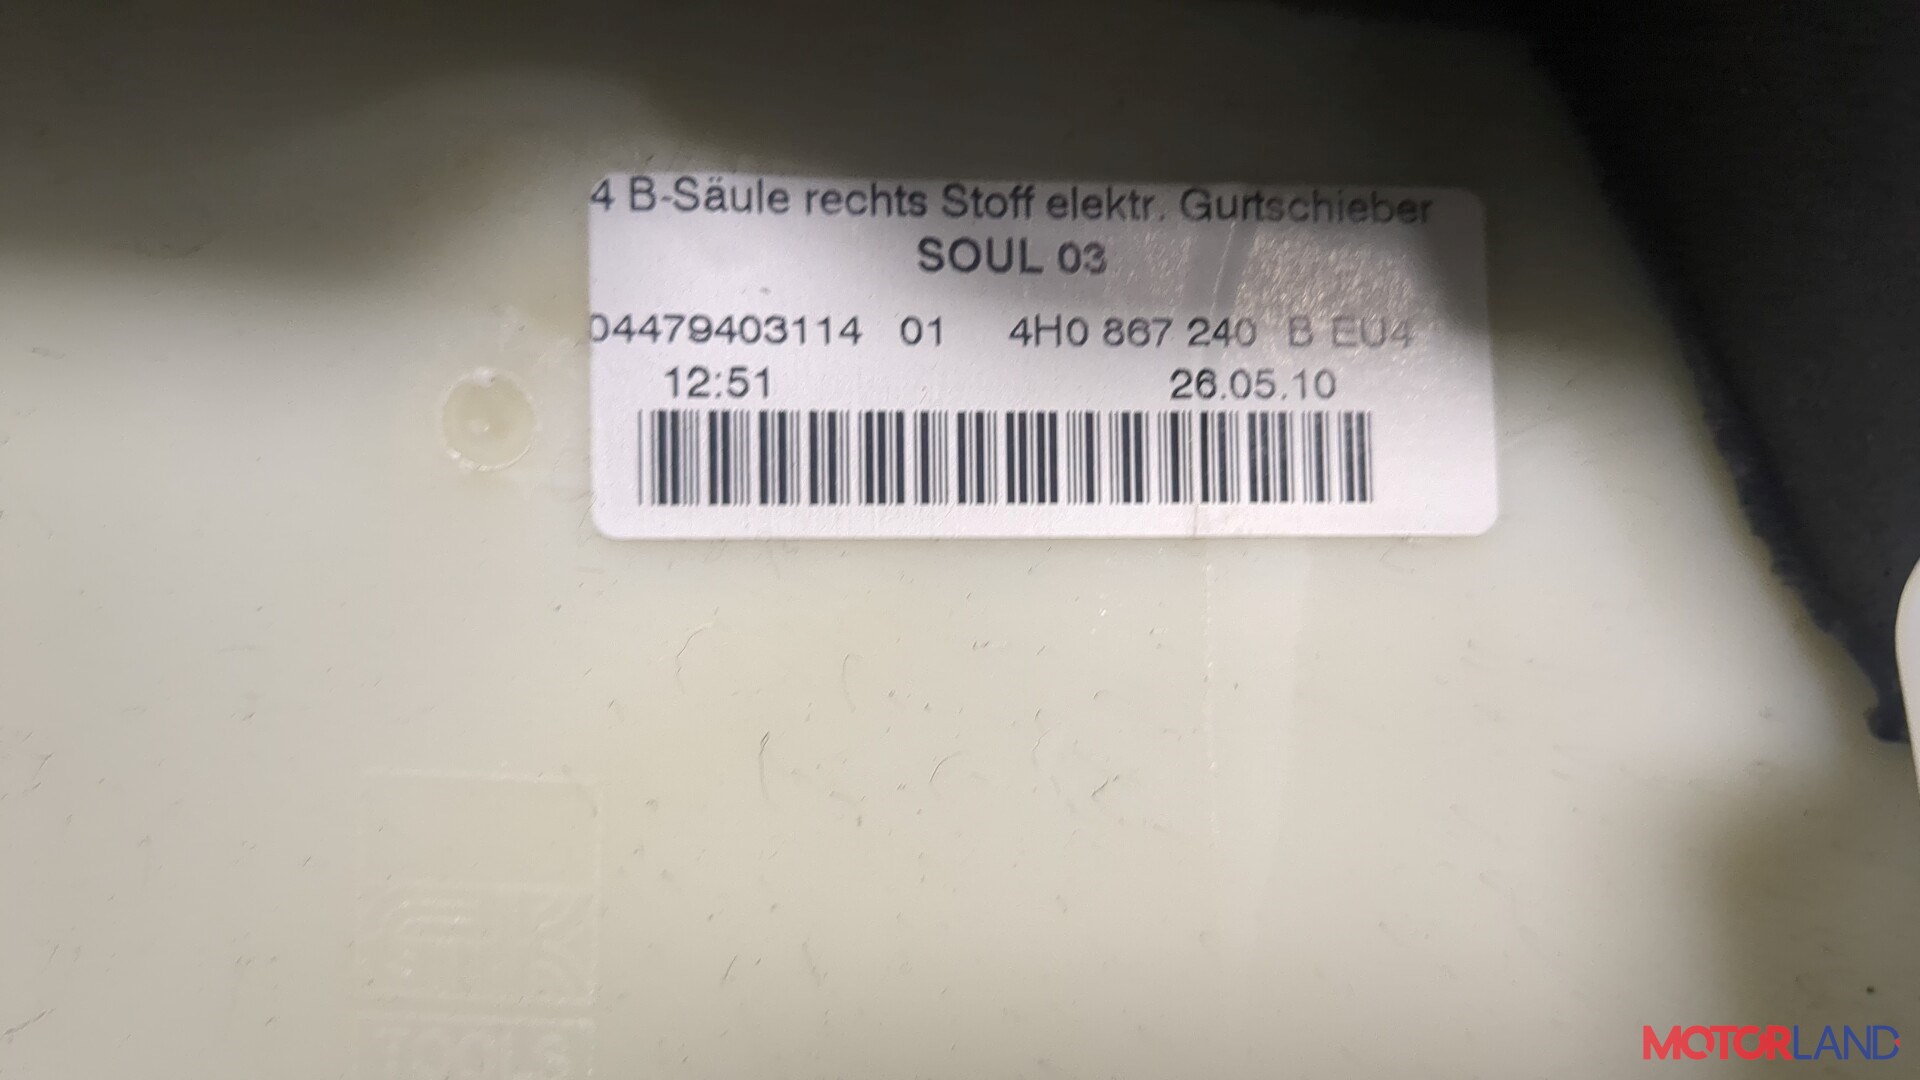 4 B-Säule rechts Stoff elektr. Gurtschieber
SOUL 03
04479403114 01 4H0 867 240 B EU4
12:51 26.05.10
MOTORLAND